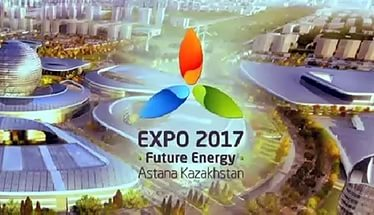 EXPO 2017
· Future Energy ·
Astana Kazakhstan